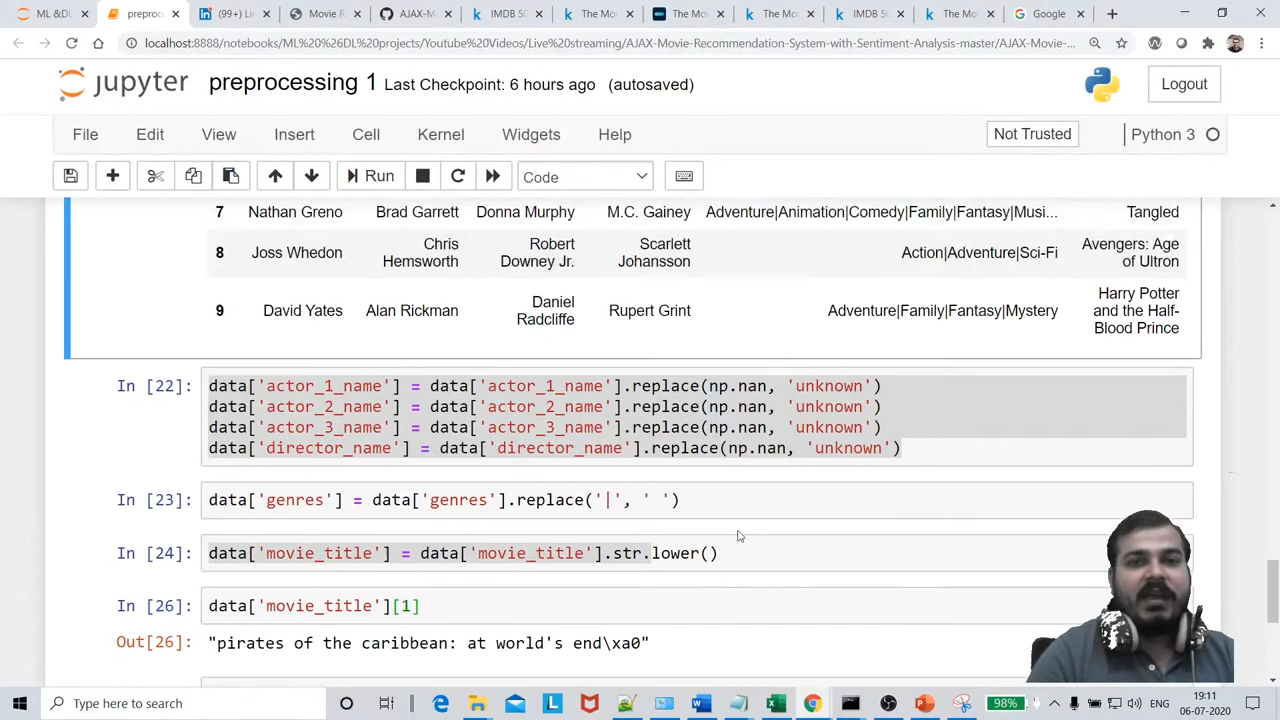 ML &DL
preproc
(99+) Li
Movie R
AJAX-M
IMDB 50
The Mo
The Mo
The Mo
IMDB 50
The Mo
Google
localhost:8888/notebooks/ML%20%26%20DL%20projects/Youtube%20Videos/Live%20streaming/AJAX-Movie-Recommendation-System-with-Sentiment-Analysis-master/AJAX-Movie-...
jupyter preprocessing 1 Last Checkpoint: 6 hours ago (autosaved)
Logout
File Edit View Insert Cell Kernel Widgets Help
Not Trusted
Python 3
Run
Code
7 Nathan Greno Brad Garrett Donna Murphy M.C. Gainey Adventure|Animation|Comedy|Family|Fantasy|Musi... Tangled
8 Joss Whedon Chris Hemsworth Robert Downey Jr. Scarlett Johansson Action|Adventure|Sci-Fi Avengers: Age of Ultron
9 David Yates Alan Rickman Daniel Radcliffe Rupert Grint Adventure|Family|Fantasy|Mystery Harry Potter and the Half-Blood Prince
In [22]: data['actor_1_name'] = data['actor_1_name'].replace(np.nan, 'unknown')
data['actor_2_name'] = data['actor_2_name'].replace(np.nan, 'unknown')
data['actor_3_name'] = data['actor_3_name'].replace(np.nan, 'unknown')
data['director_name'] = data['director_name'].replace(np.nan, 'unknown')
In [23]: data['genres'] = data['genres'].replace('|', ' ')
In [24]: data['movie_title'] = data['movie_title'].str.lower()
In [26]: data['movie_title'][1]
Out[26]: "pirates of the caribbean: at world's end\xa0"
Type here to search
98%
ENG
19:11
06-07-2020